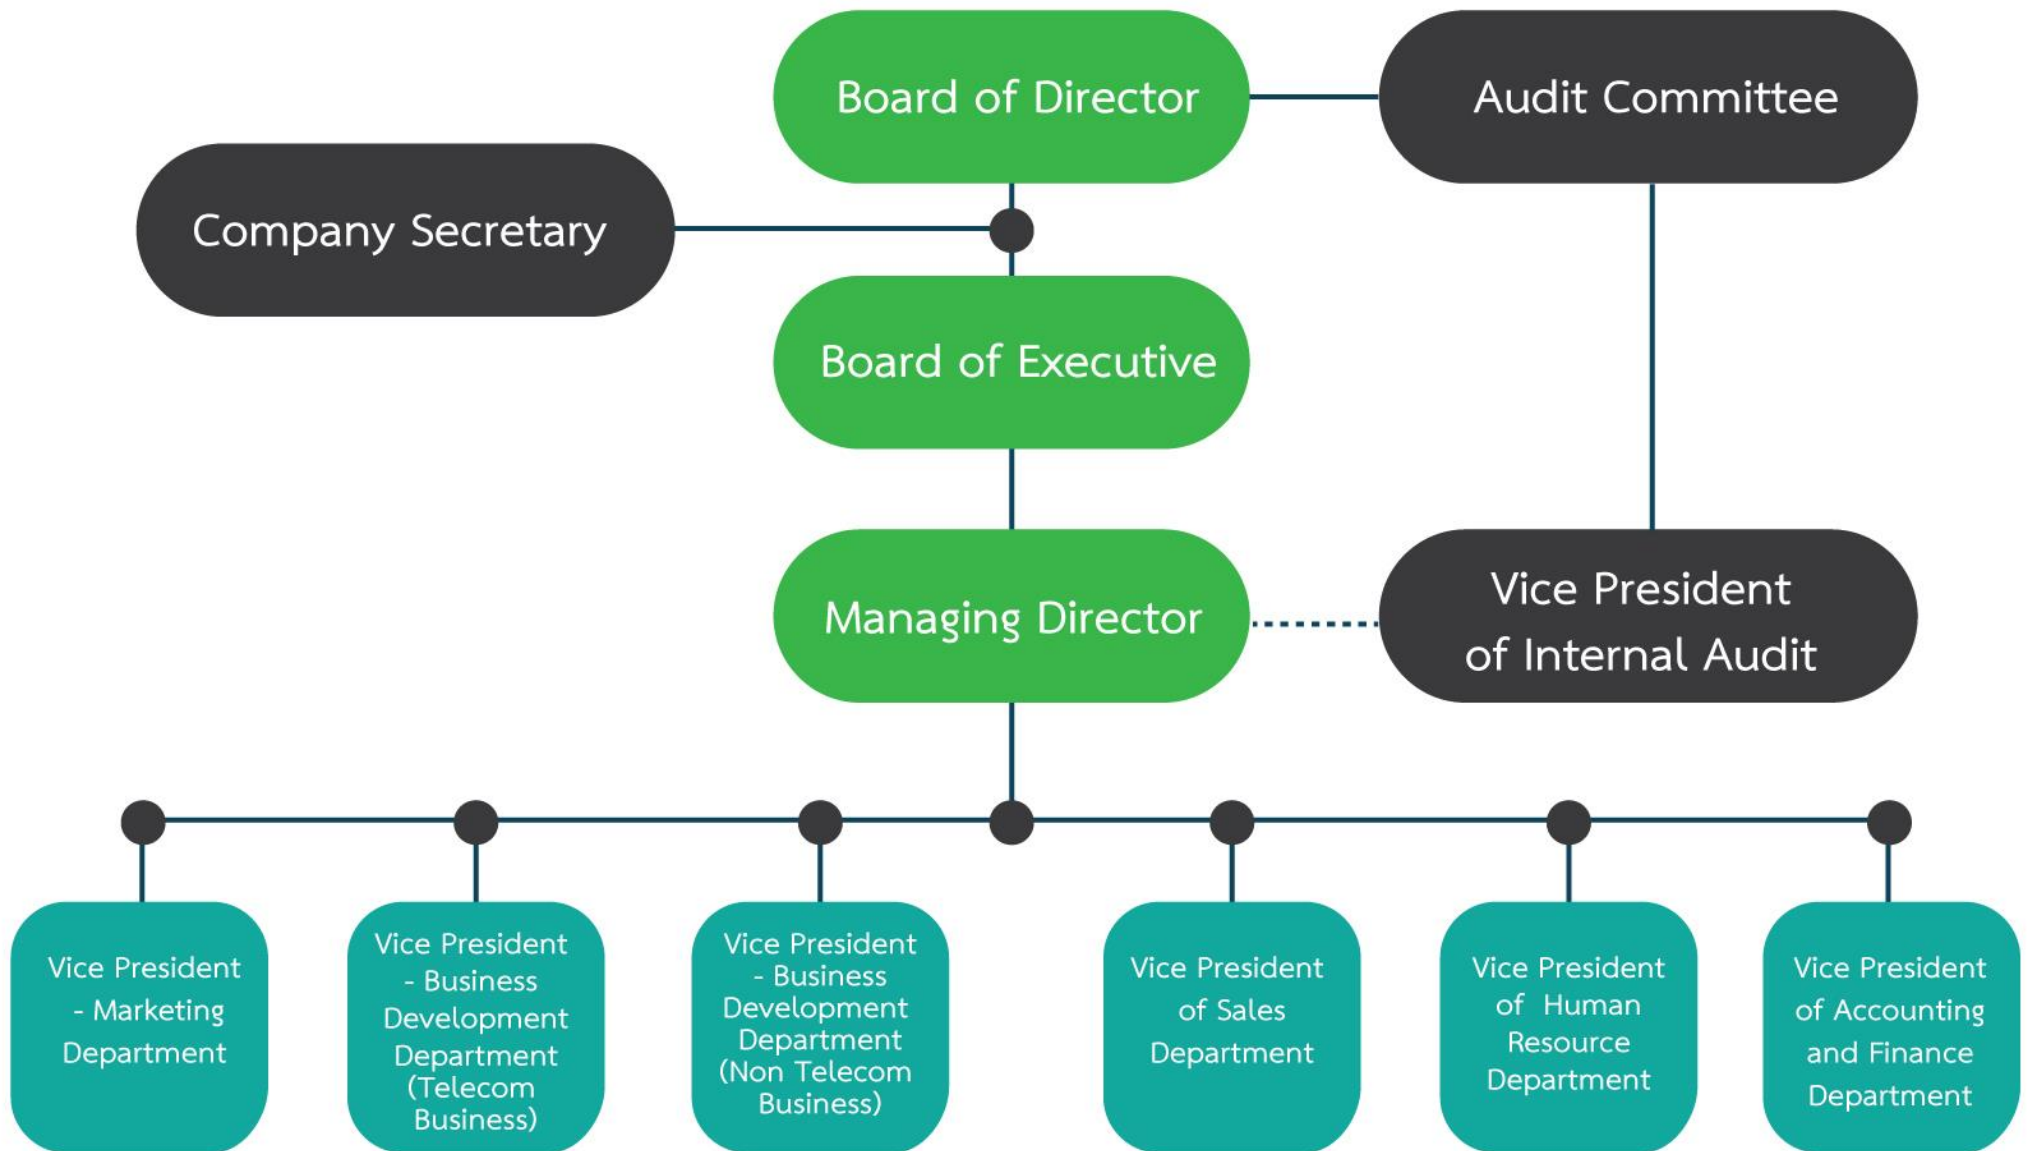 Board of Director
Audit Committee
Company Secretary
Board of Executive
Managing Director
Vice President
of Internal Audit
Vice President
- Marketing
Department
Vice President
- Business
Development
Department
(Telecom
Business)
Vice President
- Business
Development
Department
(Non Telecom
Business)
Vice President
of Sales
Department
Vice President
of Human
Resource
Department
Vice President
of Accounting
and Finance
Department